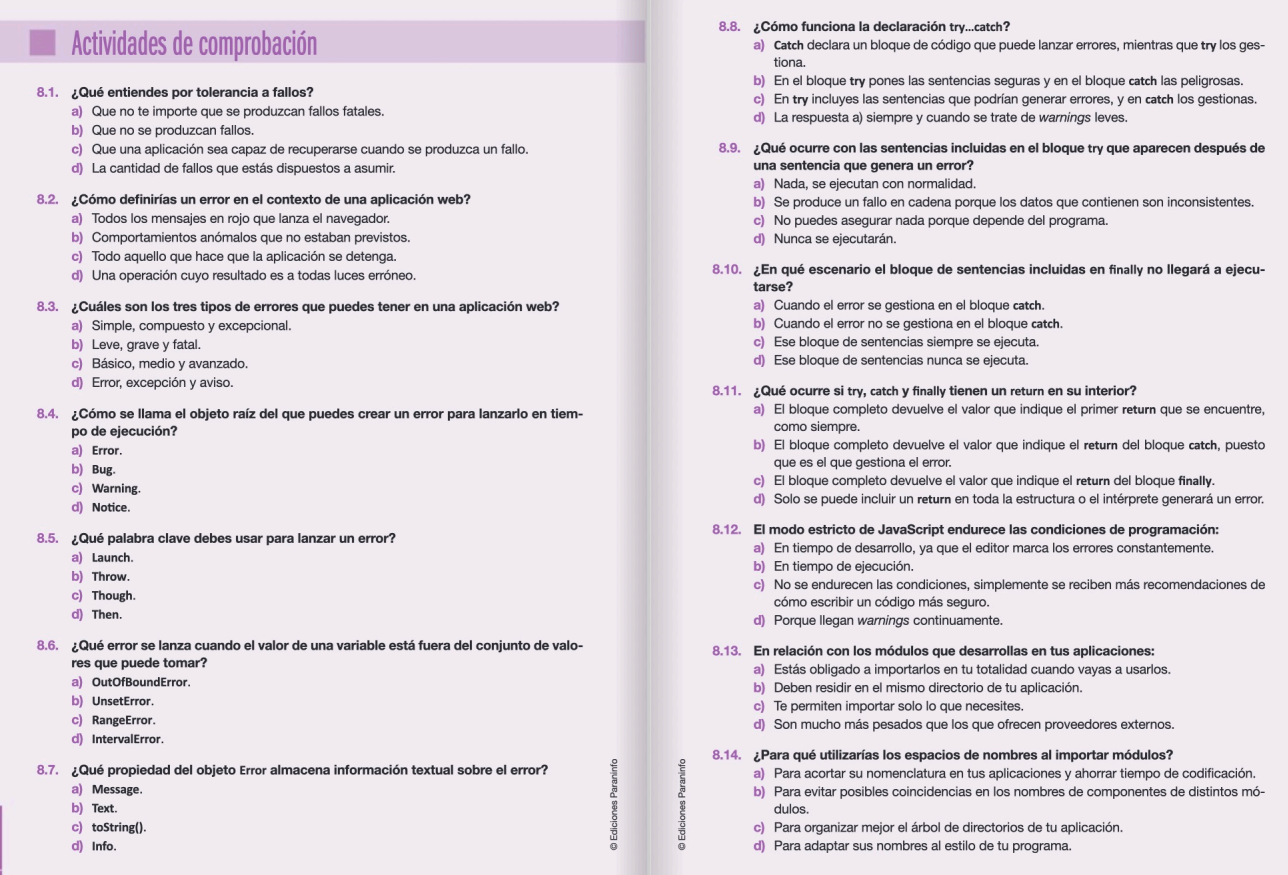 Actividades de comprobación
8.1. ¿Qué entiendes por tolerancia a fallos?
a) Que no te importe que se produzcan fallos fatales.
b) Que no se produzcan fallos.
c) Que una aplicación sea capaz de recuperarse cuando se produzca un fallo.
d) La cantidad de fallos que estás dispuestos a asumir.
8.2. ¿Cómo definirías un error en el contexto de una aplicación web?
a) Todos los mensajes en rojo que lanza el navegador.
b) Comportamientos anómalos que no estaban previstos.
c) Todo aquello que hace que la aplicación se detenga.
d) Una operación cuyo resultado es a todas luces erróneo.
8.3. ¿Cuáles son los tres tipos de errores que puedes tener en una aplicación web?
a) Simple, compuesto y excepcional.
b) Leve, grave y fatal.
c) Básico, medio y avanzado.
d) Error, excepción y aviso.
8.4. ¿Cómo se llama el objeto raíz del que puedes crear un error para lanzarlo en tiem-
po de ejecución?
a) Error.
b) Bug.
c) Warning.
d) Notice.
8.5. ¿Qué palabra clave debes usar para lanzar un error?
a) Launch.
b) Throw.
c) Though.
d) Then.
8.6. ¿Qué error se lanza cuando el valor de una variable está fuera del conjunto de valo-
res que puede tomar?
a) OutOfBoundError.
b) UnsetError.
c) RangeError.
d) IntervalError.
8.7. ¿Qué propiedad del objeto Error almacena información textual sobre el error?
a) Message.
b) Text.
c) toString().
d) Info.
© Ediciones Paraninfo
8.8. ¿Cómo funciona la declaración try...catch?
a) Catch declara un bloque de código que puede lanzar errores, mientras que try los ges-
tiona.
b) En el bloque try pones las sentencias seguras y en el bloque catch las peligrosas.
c) En try incluyes las sentencias que podrían generar errores, y en catch los gestionas.
d) La respuesta a) siempre y cuando se trate de warnings leves.
8.9. ¿Qué ocurre con las sentencias incluidas en el bloque try que aparecen después de
una sentencia que genera un error?
a) Nada, se ejecutan con normalidad.
b) Se produce un fallo en cadena porque los datos que contienen son inconsistentes.
c) No puedes asegurar nada porque depende del programa.
d) Nunca se ejecutarán.
8.10. ¿En qué escenario el bloque de sentencias incluidas en finally no llegará a ejecu-
tarse?
a) Cuando el error se gestiona en el bloque catch.
b) Cuando el error no se gestiona en el bloque catch.
c) Ese bloque de sentencias siempre se ejecuta.
d) Ese bloque de sentencias nunca se ejecuta.
8.11. ¿Qué ocurre si try, catch y finally tienen un return en su interior?
a) El bloque completo devuelve el valor que indique el primer return que se encuentre,
como siempre.
b) El bloque completo devuelve el valor que indique el return del bloque catch, puesto
que es el que gestiona el error.
c) El bloque completo devuelve el valor que indique el return del bloque finally.
d) Solo se puede incluir un return en toda la estructura o el intérprete generará un error.
8.12. El modo estricto de JavaScript endurece las condiciones de programación:
a) En tiempo de desarrollo, ya que el editor marca los errores constantemente.
b) En tiempo de ejecución.
c) No se endurecen las condiciones, simplemente se reciben más recomendaciones de
cómo escribir un código más seguro.
d) Porque llegan warnings continuamente.
8.13. En relación con los módulos que desarrollas en tus aplicaciones:
a) Estás obligado a importarlos en tu totalidad cuando vayas a usarlos.
b) Deben residir en el mismo directorio de tu aplicación.
c) Te permiten importar solo lo que necesites.
d) Son mucho más pesados que los que ofrecen proveedores externos.
8.14. ¿Para qué utilizarías los espacios de nombres al importar módulos?
a) Para acortar su nomenclatura en tus aplicaciones y ahorrar tiempo de codificación.
b) Para evitar posibles coincidencias en los nombres de componentes de distintos mó-
dulos.
c) Para organizar mejor el árbol de directorios de tu aplicación.
d) Para adaptar sus nombres al estilo de tu programa.
© Ediciones Paraninfo